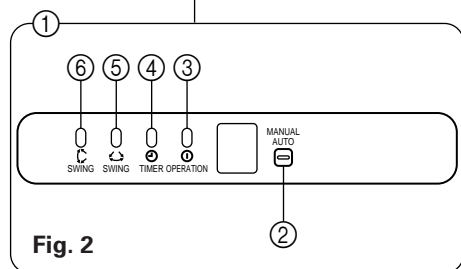 ①
⑥ ⑤ ④ ③
MANUAL
AUTO
SWING SWING TIMER OPERATION
②
Fig. 2